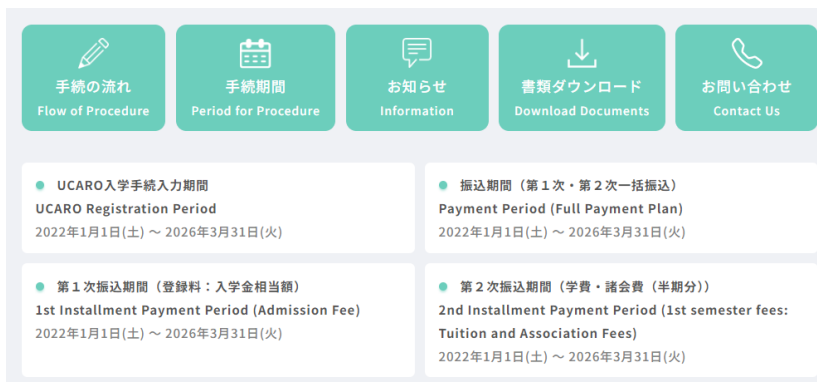 手続の流れ
Flow of Procedure
手続期間
Period for Procedure
お知らせ
Information
書類ダウンロード
Download Documents
お問い合わせ
Contact Us
UCARO入学手続入力期間
UCARO Registration Period
2022年1月1日(土) ～ 2026年3月31日(火)
振込期間（第１次・第２次一括振込）
Payment Period (Full Payment Plan)
2022年1月1日(土) ～ 2026年3月31日(火)
第１次振込期間（登録料：入学金相当額）
1st Installment Payment Period (Admission Fee)
2022年1月1日(土) ～ 2026年3月31日(火)
第２次振込期間（学費・諸会費（半期分））
2nd Installment Payment Period (1st semester fees:
Tuition and Association Fees)
2022年1月1日(土) ～ 2026年3月31日(火)